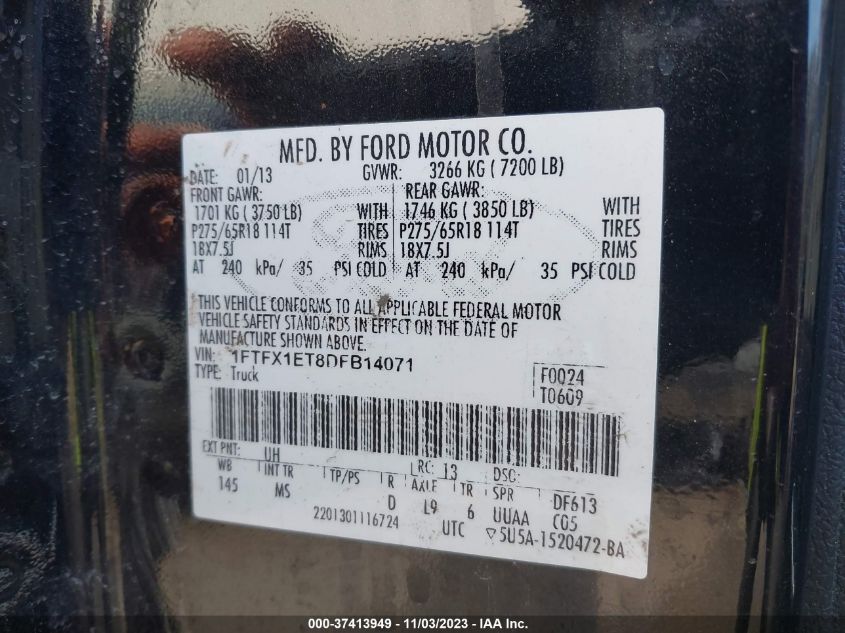 MFD. BY FORD MOTOR CO.
DATE: 01/13 GVWR: 3266 KG ( 7200 LB)
FRONT GAWR: REAR GAWR:
1701 KG ( 3750 LB) WITH 1746 KG ( 3850 LB) WITH
P275/65R18 114T TIRES P275/65R18 114T TIRES
18X7.5J RIMS 18X7.5J RIMS
AT 240 kPa/ 35 PSI COLD AT 240 kPa/ 35 PSI COLD
THIS VEHICLE CONFORMS TO ALL APPLICABLE FEDERAL MOTOR
VEHICLE SAFETY STANDARDS IN EFFECT ON THE DATE OF
MANUFACTURE SHOWN ABOVE.
VIN: 1FTFX1ET8DFB14071
TYPE: Truck
F0024
T0609
EXT PNT: UH LRC: 13 DSO:
WB INT TR TP/PS R AXLE TR SPR DF613
145 MS D L9 6 UUAA CG5
2201301116724 UTC ▽5U5A-1520472-BA
000-37413949 - 11/03/2023 - IAA Inc.